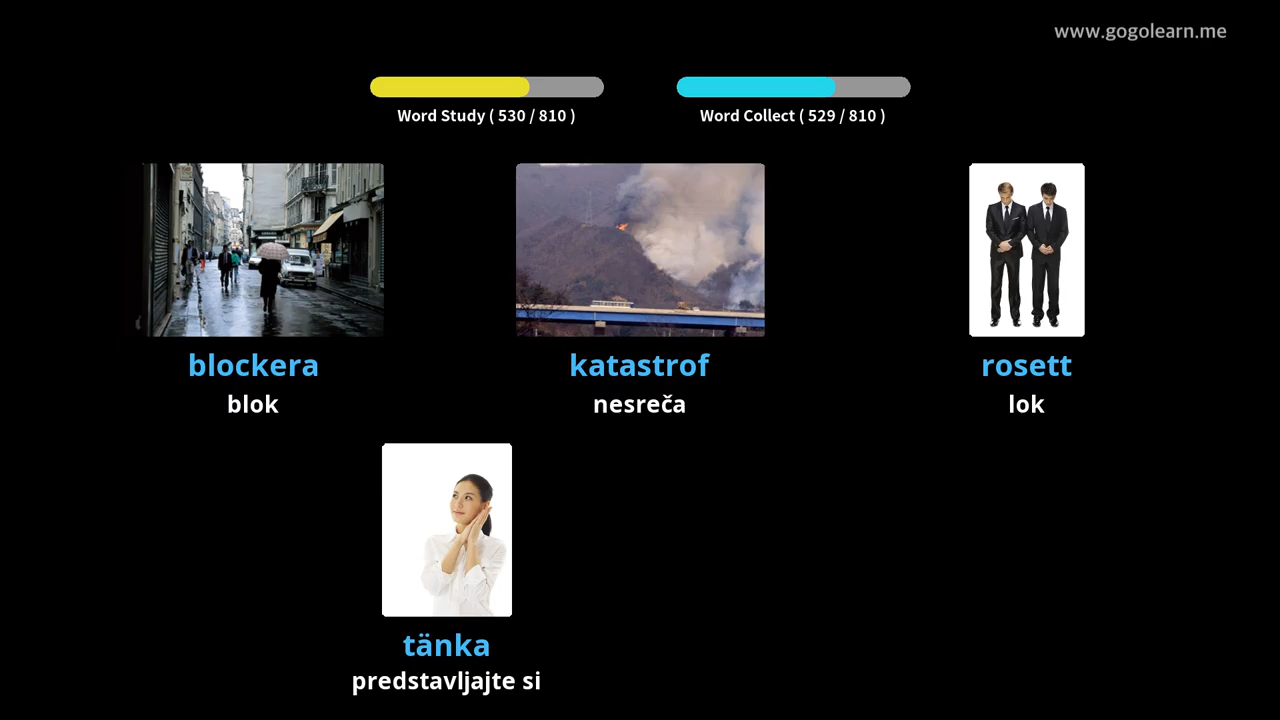 www.gogolearn.me
Word Study ( 530 / 810 )
Word Collect ( 529 / 810 )
blockera
blok
katastrof
nesreča
rosett
lok
tänka
predstavljajte si